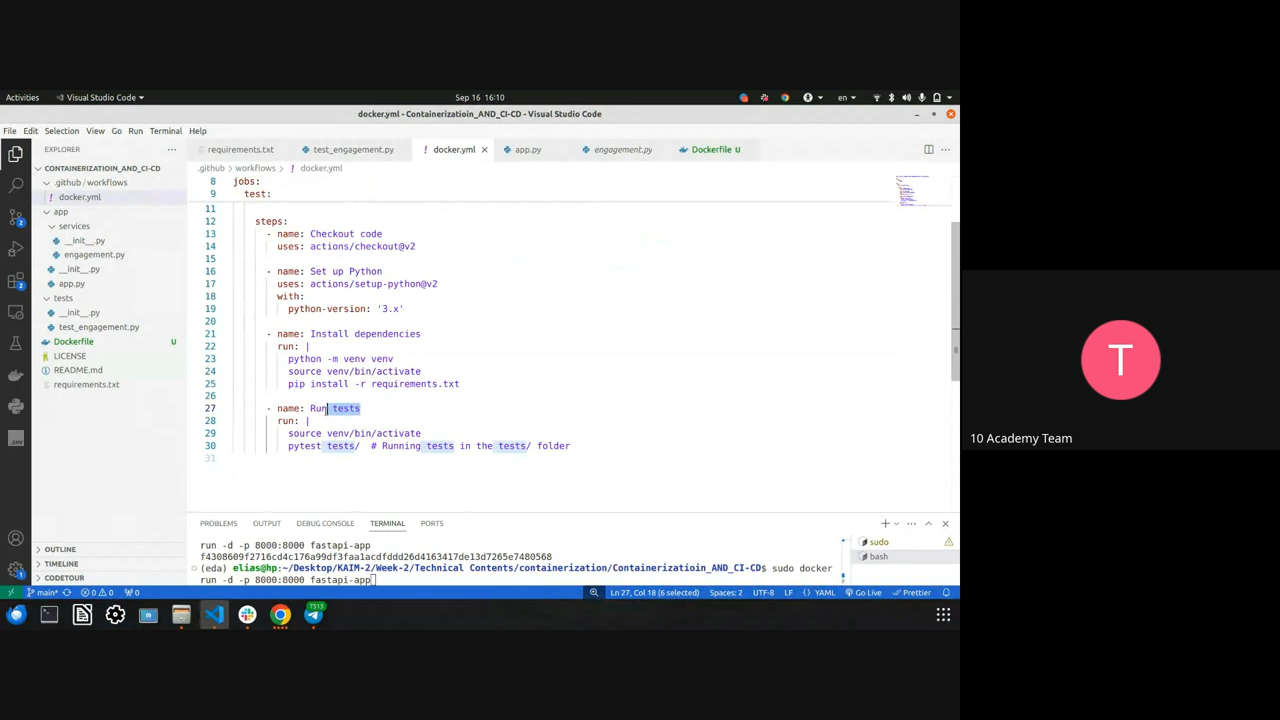 Activities
Visual Studio Code
Sep 16 16:10
en
docker.yml - Containerizatioin_AND_CI-CD - Visual Studio Code
File Edit Selection View Go Run Terminal Help
EXPLORER
requirements.txt
test_engagement.py
docker.yml
app.py
engagement.py
Dockerfile U
CONTAINERIZATIOIN_AND_CI-CD
.github / workflows
docker.yml
app
services
__init__.py
engagement.py
__init__.py
app.py
tests
__init__.py
test_engagement.py
Dockerfile U
LICENSE
README.md
requirements.txt
OUTLINE
TIMELINE
CODETOUR
.github > workflows > docker.yml
8 jobs:
9 test:
11
12 steps:
13 - name: Checkout code
14 uses: actions/checkout@v2
15
16 - name: Set up Python
17 uses: actions/setup-python@v2
18 with:
19 python-version: '3.x'
20
21 - name: Install dependencies
22 run: |
23 python -m venv venv
24 source venv/bin/activate
25 pip install -r requirements.txt
26
27 - name: Run tests
28 run: |
29 source venv/bin/activate
30 pytest tests/ # Running tests in the tests/ folder
31
PROBLEMS OUTPUT DEBUG CONSOLE TERMINAL PORTS
run -d -p 8000:8000 fastapi-app
f4308609f2716cd4c176a99df3faa1acdfddd26d4163417de13d7265e7480568
(eda) elias@hp:~/Desktop/KAIM-2/Week-2/Technical Contents/containerization/Containerizatioin_AND_CI-CD$ sudo docker
run -d -p 8000:8000 fastapi-app
sudo
bash
main* 0 0 0 Ln 27, Col 18 (6 selected) Spaces: 2 UTF-8 LF YAML Go Live Prettier
7513
T
10 Academy Team